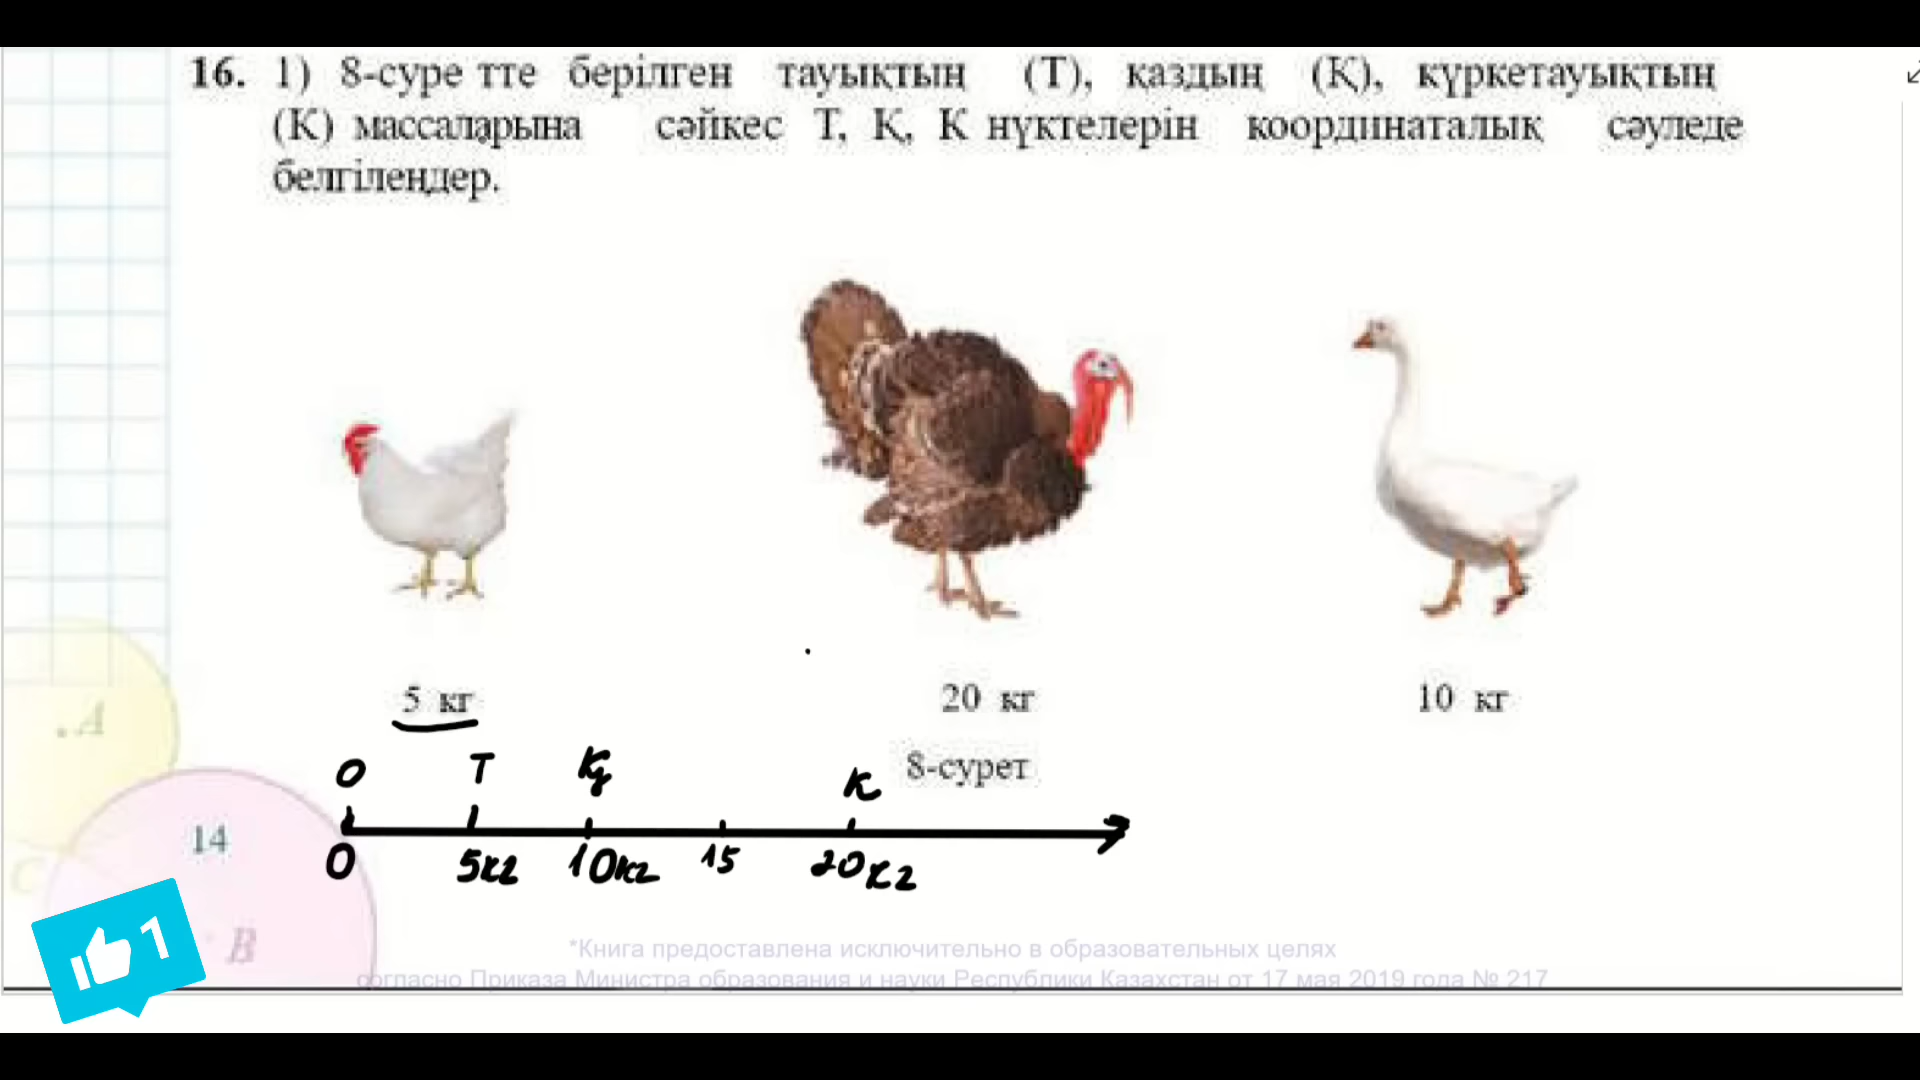 16. 1) 8-суре тте берілген тауықтың (Т), қаздың (Қ), күркетауықтың
(К) массаларына сәйкес Т, Қ, К нүктелерін координаталық сәуледе
белгілеңдер.
5 кг 20 кг 10 кг
8-сурет
О Т Қ К
0 5кг 10кг 15 20кг
14
A
C
B
1
*Книга предоставлена исключительно в образовательных целях
согласно Приказа Министра образования и науки Республики Казахстан от 17 мая 2019 года № 217